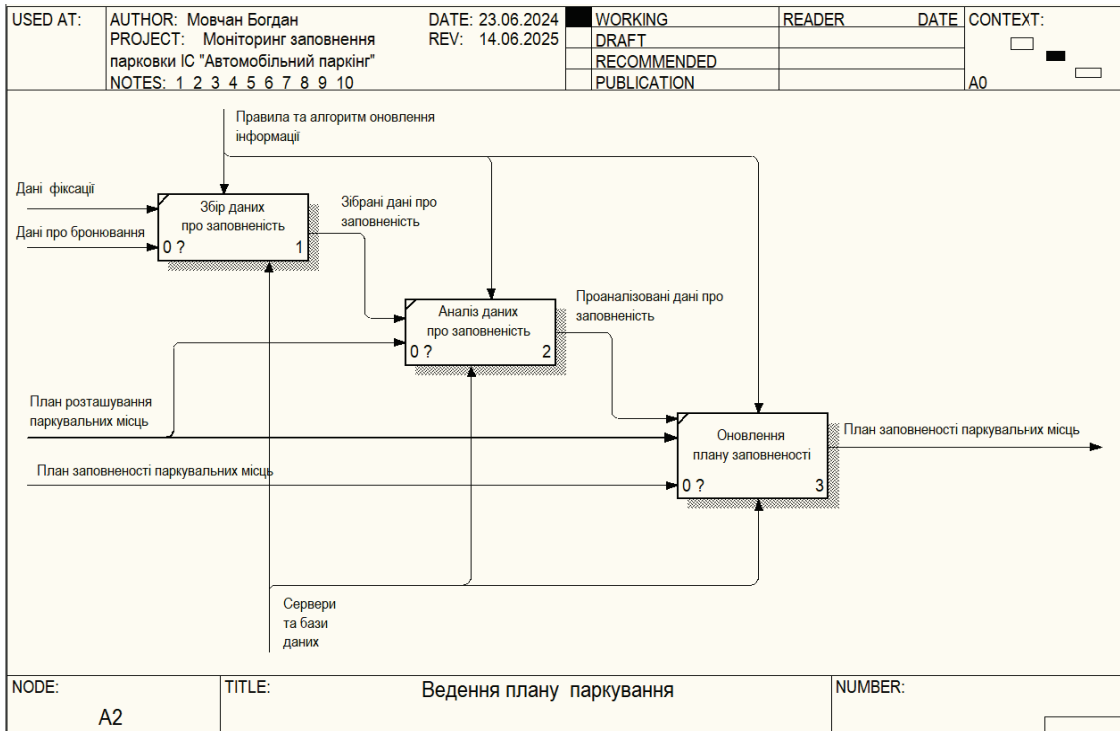 USED AT:
AUTHOR: Мовчан Богдан
DATE: 23.06.2024
PROJECT: Моніторинг заповнення
REV: 14.06.2025
парковки ІС "Автомобільний паркінг"
NOTES: 1 2 3 4 5 6 7 8 9 10
WORKING
DRAFT
RECOMMENDED
PUBLICATION
READER DATE
CONTEXT:
A0
Правила та алгоритм оновлення
інформації
Дані фіксації
Дані про бронювання
Збір даних
про заповненість
0 ? 1
Зібрані дані про
заповненість
Аналіз даних
про заповненість
0 ? 2
Проаналізовані дані про
заповненість
План розташування
паркувальних місць
План заповненості паркувальних місць
Оновлення
плану заповненості
0 ? 3
План заповненості паркувальних місць
Сервери
та бази
даних
NODE:
A2
TITLE:
Ведення плану паркування
NUMBER: